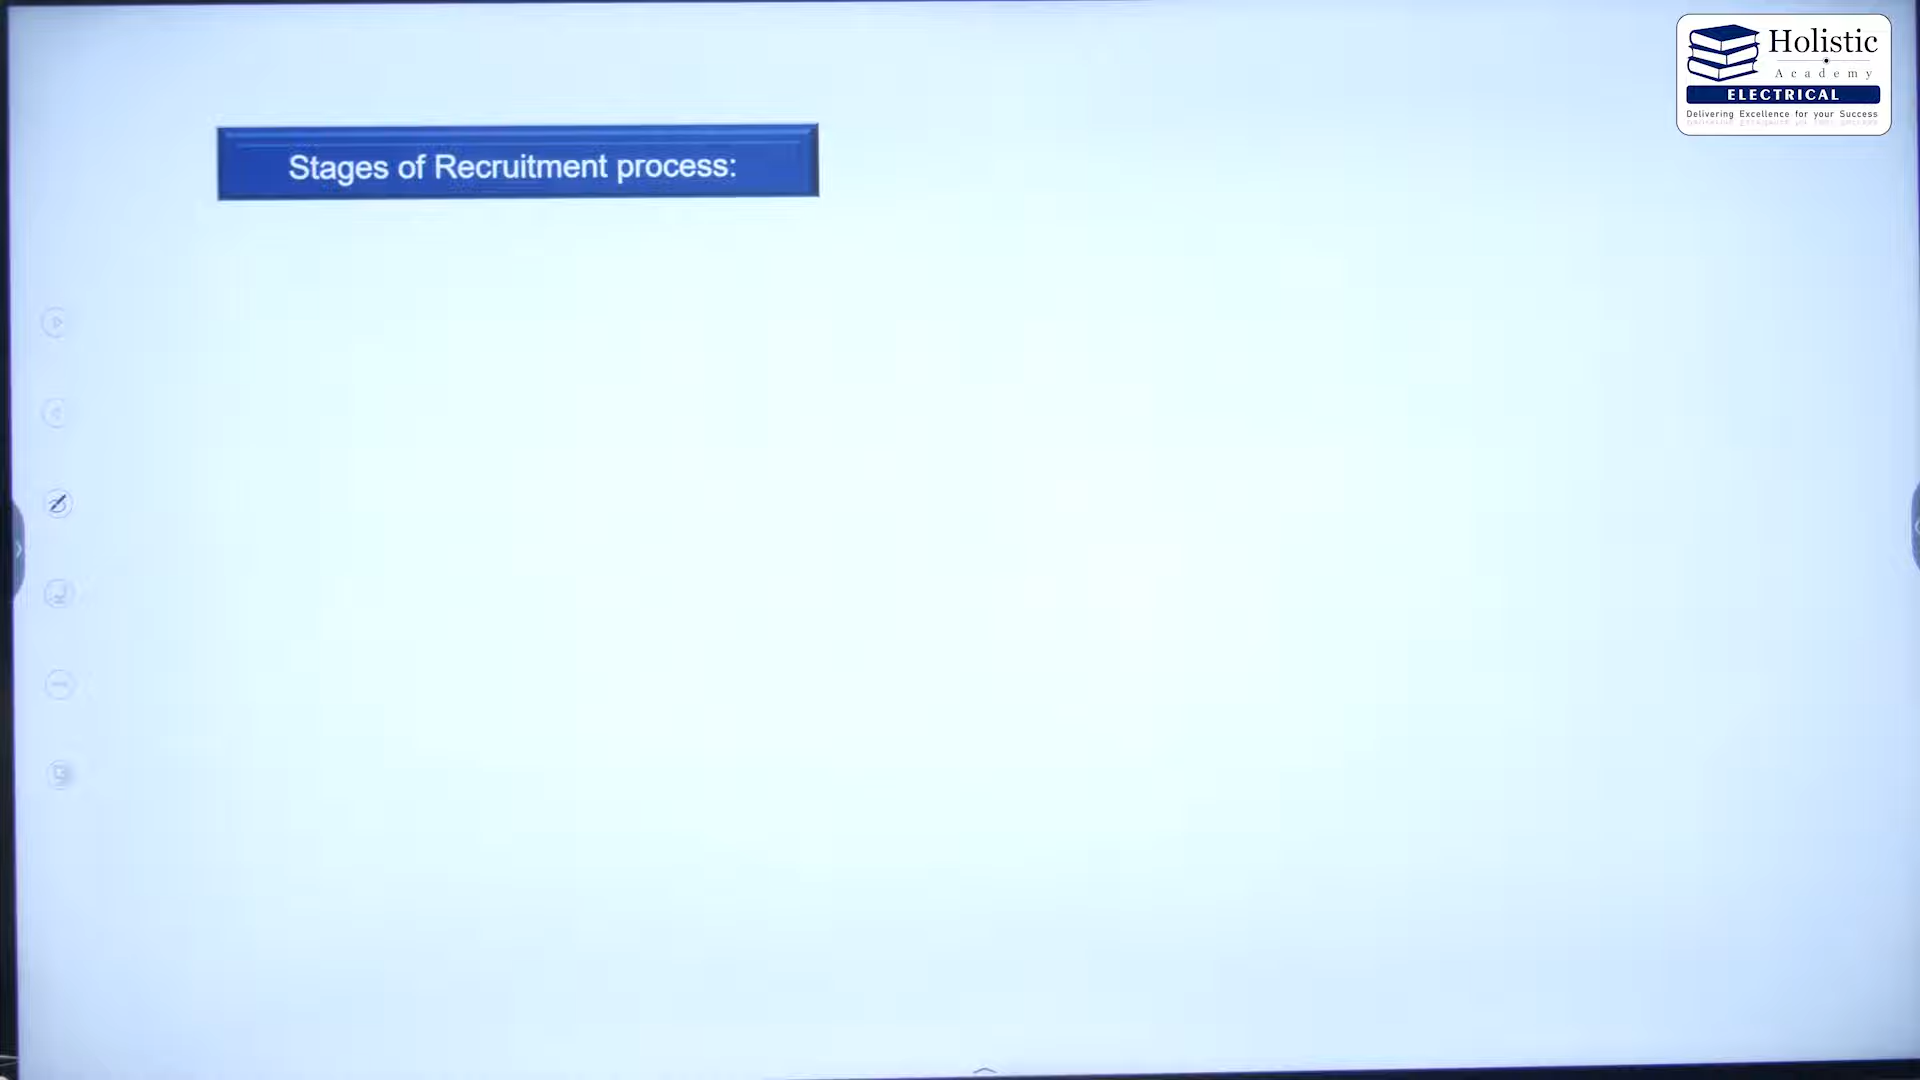 Holistic
Academy
ELECTRICAL
Delivering Excellence for your Success
Stages of Recruitment process: